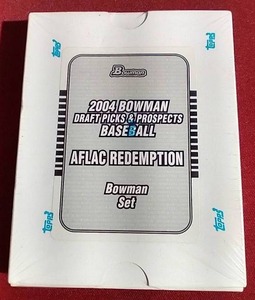 Bowman
2004 BOWMAN
DRAFT PICKS & PROSPECTS
BASEBALL
AFLAC REDEMPTION
Bowman
Set
topps
topps
topps
topps